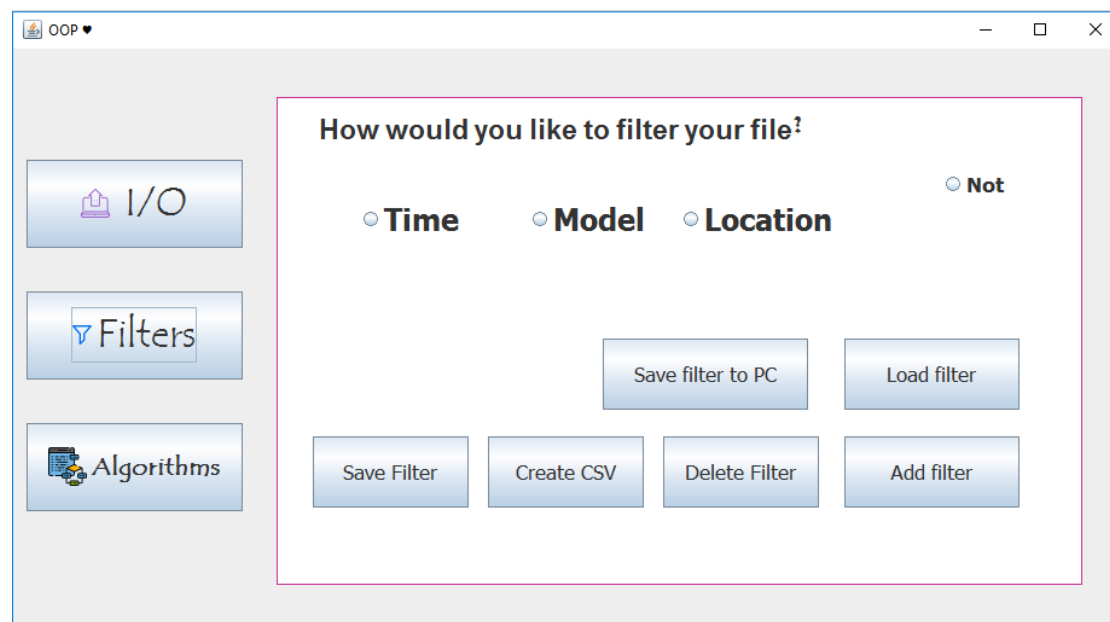 OOP ♥
How would you like to filter your file?
Not
I/O
Time Model Location
Filters
Save filter to PC Load filter
Algorithms
Save Filter Create CSV Delete Filter Add filter